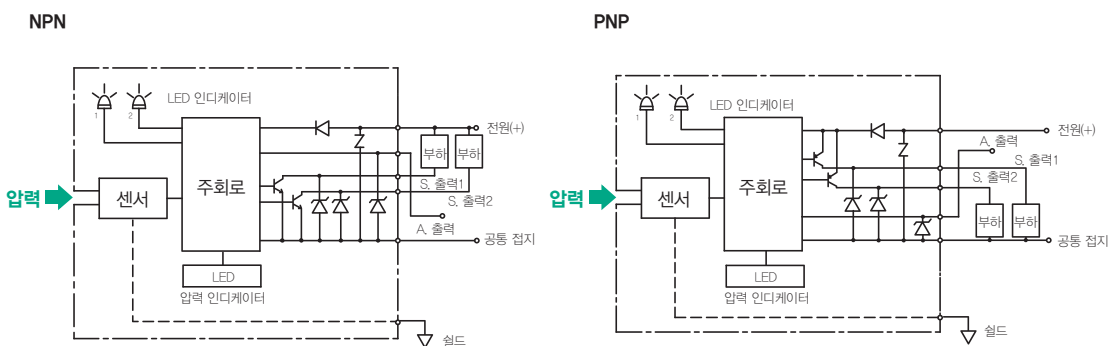 NPN
LED 인디케이터
1
2
전원(+)
부하
부하
압력
센서
주회로
S. 출력1
S. 출력2
A. 출력
공통 접지
LED
압력 인디케이터
쉴드
PNP
LED 인디케이터
1
2
전원(+)
A. 출력
S. 출력1
S. 출력2
압력
센서
주회로
부하
부하
공통 접지
LED
압력 인디케이터
쉴드